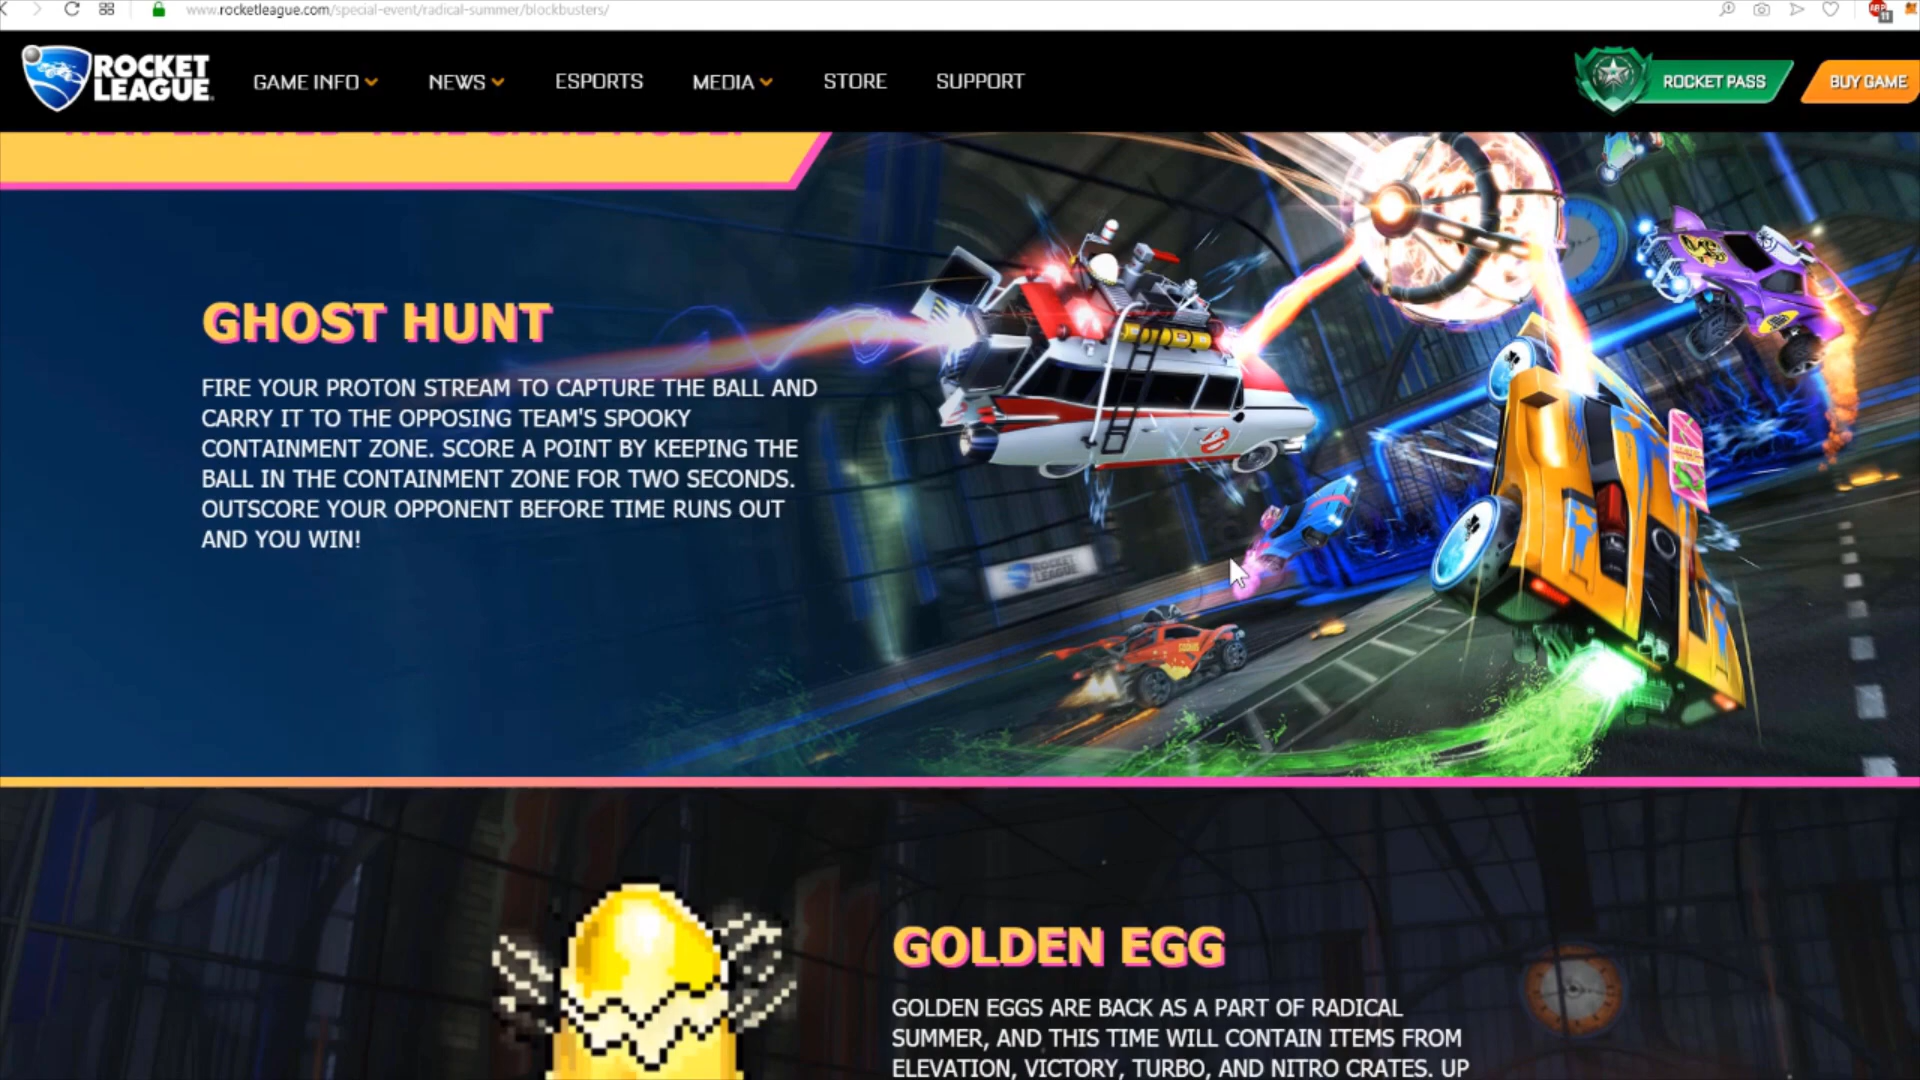 www.rocketleague.com/special-event/radical-summer/blockbusters/
ABP
11
ROCKET
LEAGUE
GAME INFO
NEWS
ESPORTS
MEDIA
STORE
SUPPORT
ROCKET PASS
BUY GAME
GHOST HUNT
FIRE YOUR PROTON STREAM TO CAPTURE THE BALL AND
CARRY IT TO THE OPPOSING TEAM'S SPOOKY
CONTAINMENT ZONE. SCORE A POINT BY KEEPING THE
BALL IN THE CONTAINMENT ZONE FOR TWO SECONDS.
OUTSCORE YOUR OPPONENT BEFORE TIME RUNS OUT
AND YOU WIN!
ROCKET
LEAGUE
GOLDEN EGG
GOLDEN EGGS ARE BACK AS A PART OF RADICAL
SUMMER, AND THIS TIME WILL CONTAIN ITEMS FROM
ELEVATION, VICTORY, TURBO, AND NITRO CRATES. UP